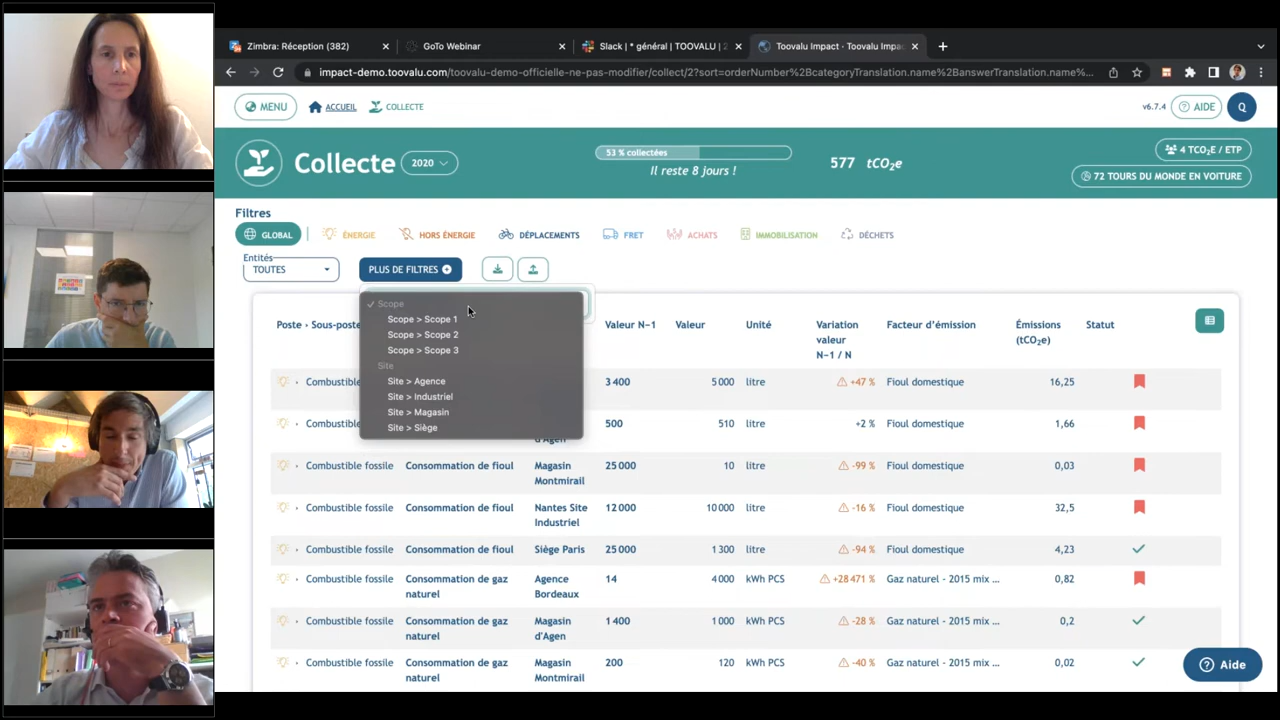 Zimbra: Réception (382)
GoTo Webinar
Slack | * général | TOOVALU | 2
Toovalu Impact · Toovalu Impac
impact-demo.toovalu.com/toovalu-demo-officielle-ne-pas-modifier/collect/2?sort=orderNumber%2BcategoryTranslation.name%2BanswerTranslation.name%...
MENU
ACCUEIL
COLLECTE
v6.7.4
AIDE
Q
Collecte
2020
53 % collectées
Il reste 8 jours !
577 tCO₂e
4 TCO₂E / ETP
72 TOURS DU MONDE EN VOITURE
Filtres
GLOBAL
ÉNERGIE
HORS ÉNERGIE
DÉPLACEMENTS
FRET
ACHATS
IMMOBILISATION
DÉCHETS
Entités
TOUTES
PLUS DE FILTRES
Scope
Scope > Scope 1
Scope > Scope 2
Scope > Scope 3
Site
Site > Agence
Site > Industriel
Site > Magasin
Site > Siège
Poste › Sous-poste
Valeur N−1
Valeur
Unité
Variation
valeur
N−1 / N
Facteur d'émission
Émissions
(tCO₂e)
Statut
Combustible
3 400
5 000
litre
+47 %
Fioul domestique
16,25
Combustible
d'Agen
500
510
litre
+2 %
Fioul domestique
1,66
Combustible fossile
Consommation de fioul
Magasin
Montmirail
25 000
10
litre
-99 %
Fioul domestique
0,03
Combustible fossile
Consommation de fioul
Nantes Site
Industriel
12 000
10 000
litre
-16 %
Fioul domestique
32,5
Combustible fossile
Consommation de fioul
Siège Paris
25 000
1 300
litre
-94 %
Fioul domestique
4,23
Combustible fossile
Consommation de gaz
naturel
Agence
Bordeaux
14
4 000
kWh PCS
+28 471 %
Gaz naturel - 2015 mix ...
0,82
Combustible fossile
Consommation de gaz
naturel
Magasin
d'Agen
1 400
1 000
kWh PCS
-28 %
Gaz naturel - 2015 mix ...
0,2
Combustible fossile
Consommation de gaz
naturel
Magasin
Montmirail
200
120
kWh PCS
-40 %
Gaz naturel - 2015 mix ...
0,02
Aide